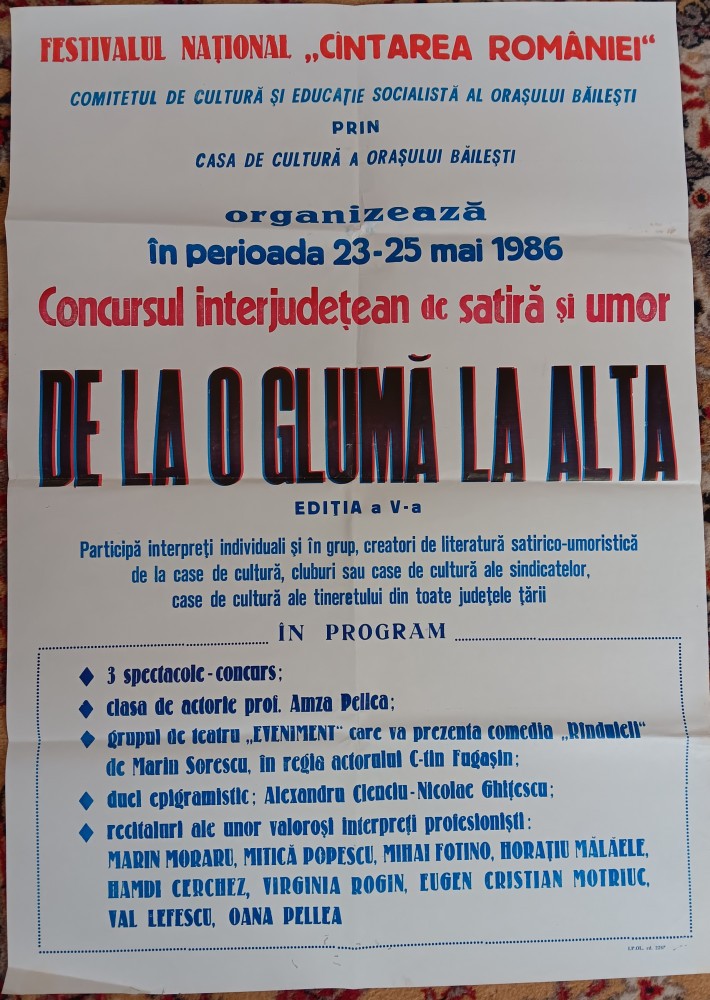 FESTIVALUL NAȚIONAL „CÎNTAREA ROMÂNIEI“
COMITETUL DE CULTURĂ ȘI EDUCAȚIE SOCIALISTĂ AL ORAȘULUI BĂILEȘTI
PRIN
CASA DE CULTURĂ A ORAȘULUI BĂILEȘTI
organizează
în perioada 23-25 mai 1986
Concursul interjudețean de satiră și umor
DE LA O GLUMĂ LA ALTA
EDIȚIA a V-a
Participă interpreți individuali și în grup, creatori de literatură satirico-umoristică
de la case de cultură, cluburi sau case de cultură ale sindicatelor,
case de cultură ale tineretului din toate județele țării
ÎN PROGRAM
◆ 3 spectacole-concurs;
◆ clasa de actorie prof. Amza Pellea;
◆ grupul de teatru „EVENIMENT“ care va prezenta comedia „Rînduieli“
de Marin Sorescu, în regia actorului C-tin Fugașin;
◆ duel epigramistic; Alexandru Clenciu-Nicolae Ghițescu;
◆ recitaluri ale unor valoroși interpreți profesioniști:
MARIN MORARU, MITICĂ POPESCU, MIHAI FOTINO, HORAȚIU MĂLĂELE,
HAMDI CERCHEZ, VIRGINIA ROGIN, EUGEN CRISTIAN MOTRIUC,
VAL LEFESCU, OANA PELLEA